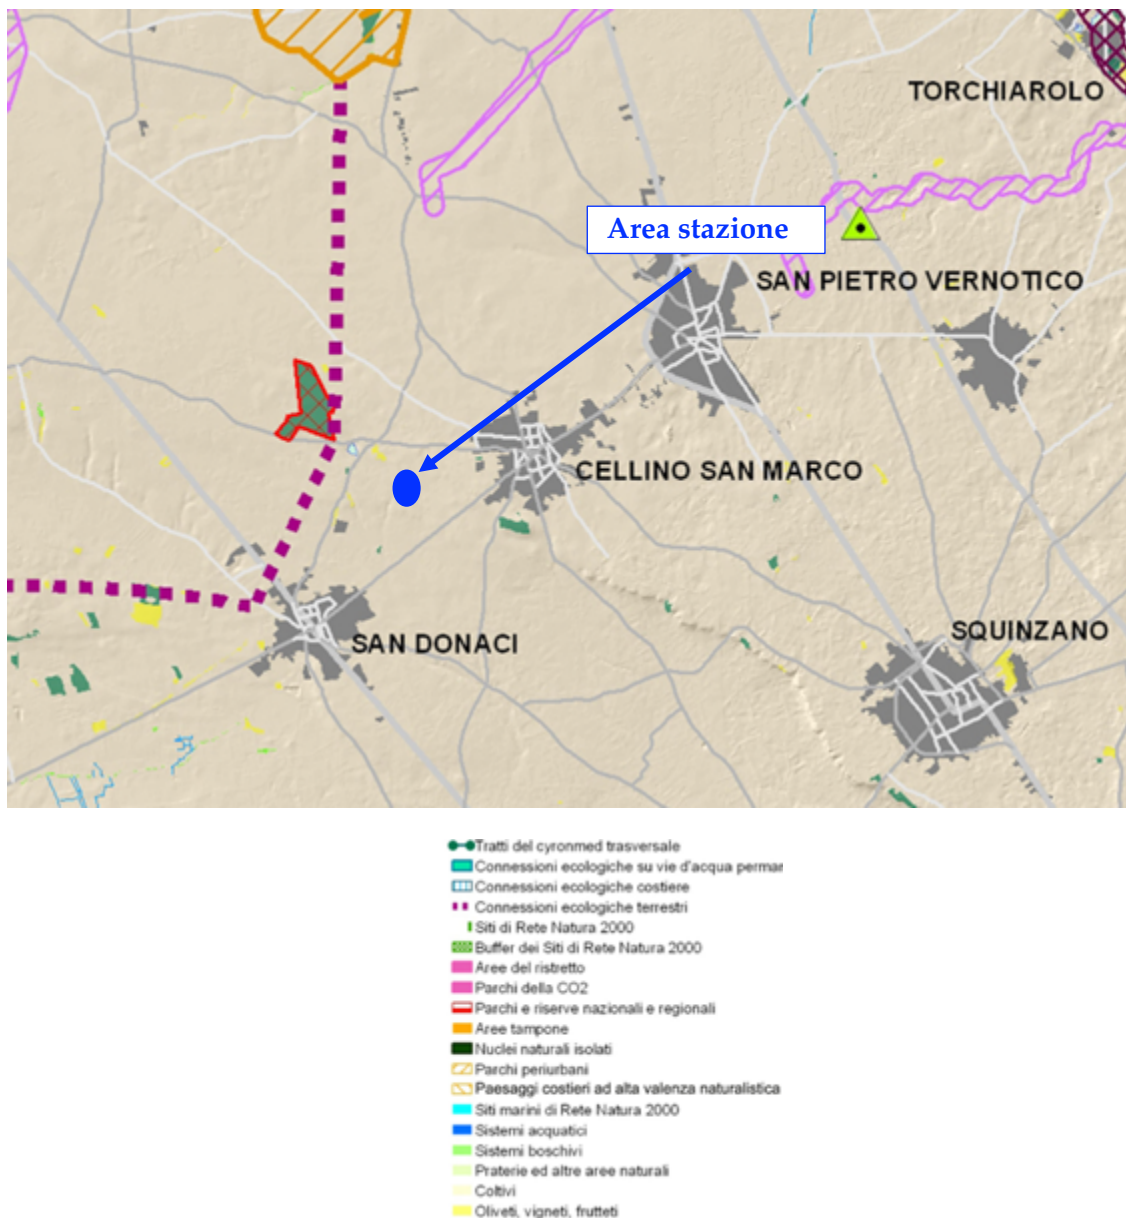 TORCHIAROLO
Area stazione
SAN PIETRO VERNOTICO
CELLINO SAN MARCO
SQUINZANO
SAN DONACI
Tratti del cyronmed trasversale
Connessioni ecologiche su vie d'acqua permar
Connessioni ecologiche costiere
Connessioni ecologiche terrestri
Siti di Rete Natura 2000
Buffer dei Siti di Rete Natura 2000
Aree del ristretto
Parchi della CO2
Parchi e riserve nazionali e regionali
Aree tampone
Nuclei naturali isolati
Parchi periurbani
Paesaggi costieri ad alta valenza naturalistica
Siti marini di Rete Natura 2000
Sistemi acquatici
Sistemi boschivi
Praterie ed altre aree naturali
Coltivi
Oliveti, vigneti, frutteti